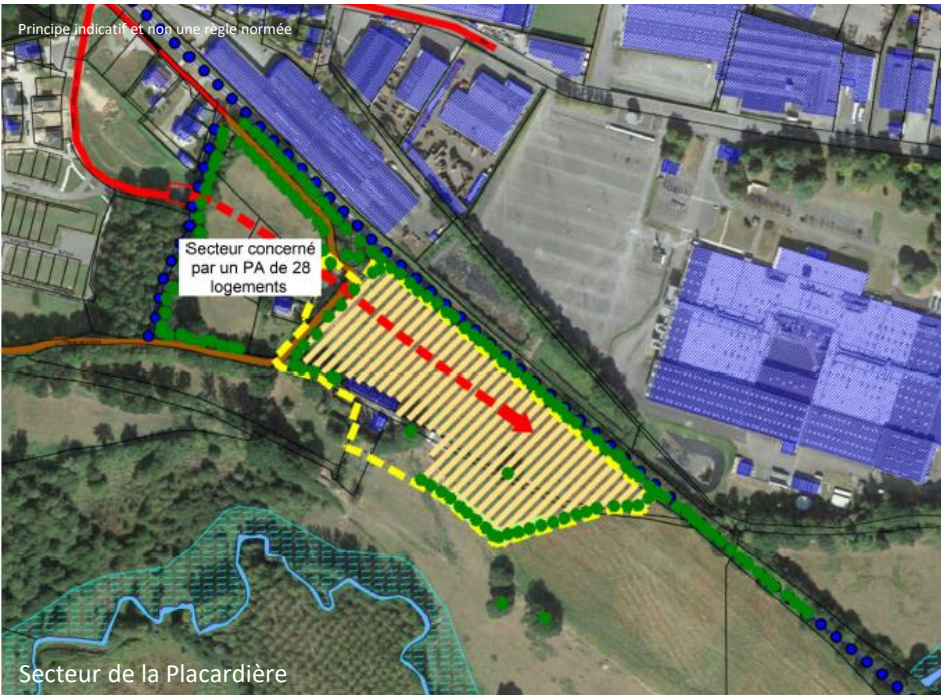 Principe indicatif et non une règle normée
Secteur concerné
par un PA de 28
logements
Secteur de la Placardière